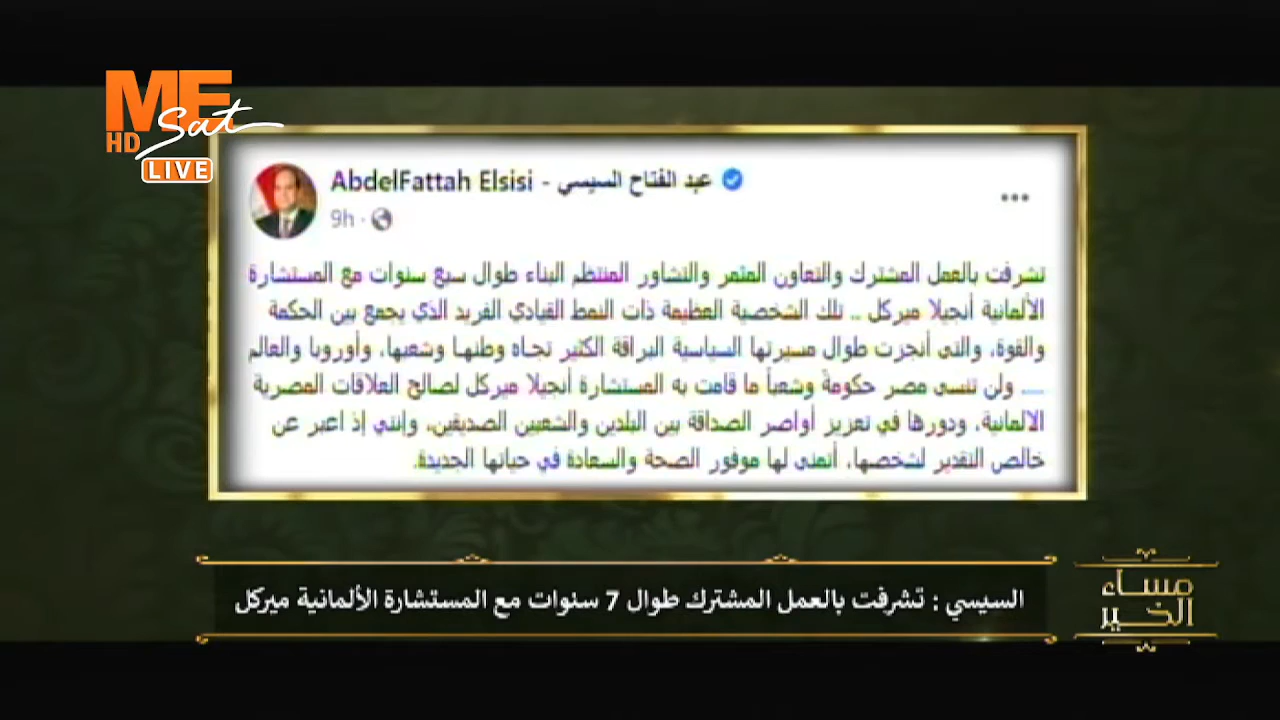 ME
HD
Sat
LIVE
AbdelFattah Elsisi - عبد الفتاح السيسي
9h
تشرفت بالعمل المشترك والتعاون المثمر والتشاور المنتظم البناء طوال سبع سنوات مع المستشارة
الألمانية أنجيلا ميركل .. تلك الشخصية العظيمة ذات النمط القيادي الفريد الذي يجمع بين الحكمة
والقوة، والتي أنجزت طوال مسيرتها السياسية البراقة الكثير تجاه وطنها وشعبها، وأوروبا والعالم
.... ولن تنسى مصر حكومةً وشعباً ما قامت به المستشارة أنجيلا ميركل لصالح العلاقات المصرية
الالمانية، ودورها في تعزيز أواصر الصداقة بين البلدين والشعبين الصديقين، وإنني إذ اعبر عن
خالص التقدير لشخصها، أتمنى لها موفور الصحة والسعادة في حياتها الجديدة.
السيسي : تشرفت بالعمل المشترك طوال 7 سنوات مع المستشارة الألمانية ميركل
مساء
الخير